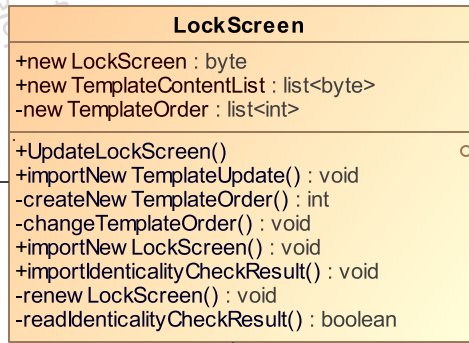 LockScreen
+new LockScreen : byte
+new TemplateContentList : list<byte>
-new TemplateOrder : list<int>
+UpdateLockScreen()
+importNew TemplateUpdate() : void
-createNew TemplateOrder() : int
-changeTemplateOrder() : void
+importNew LockScreen() : void
+importIdenticalityCheckResult() : void
-renew LockScreen() : void
-readIdenticalityCheckResult() : boolean